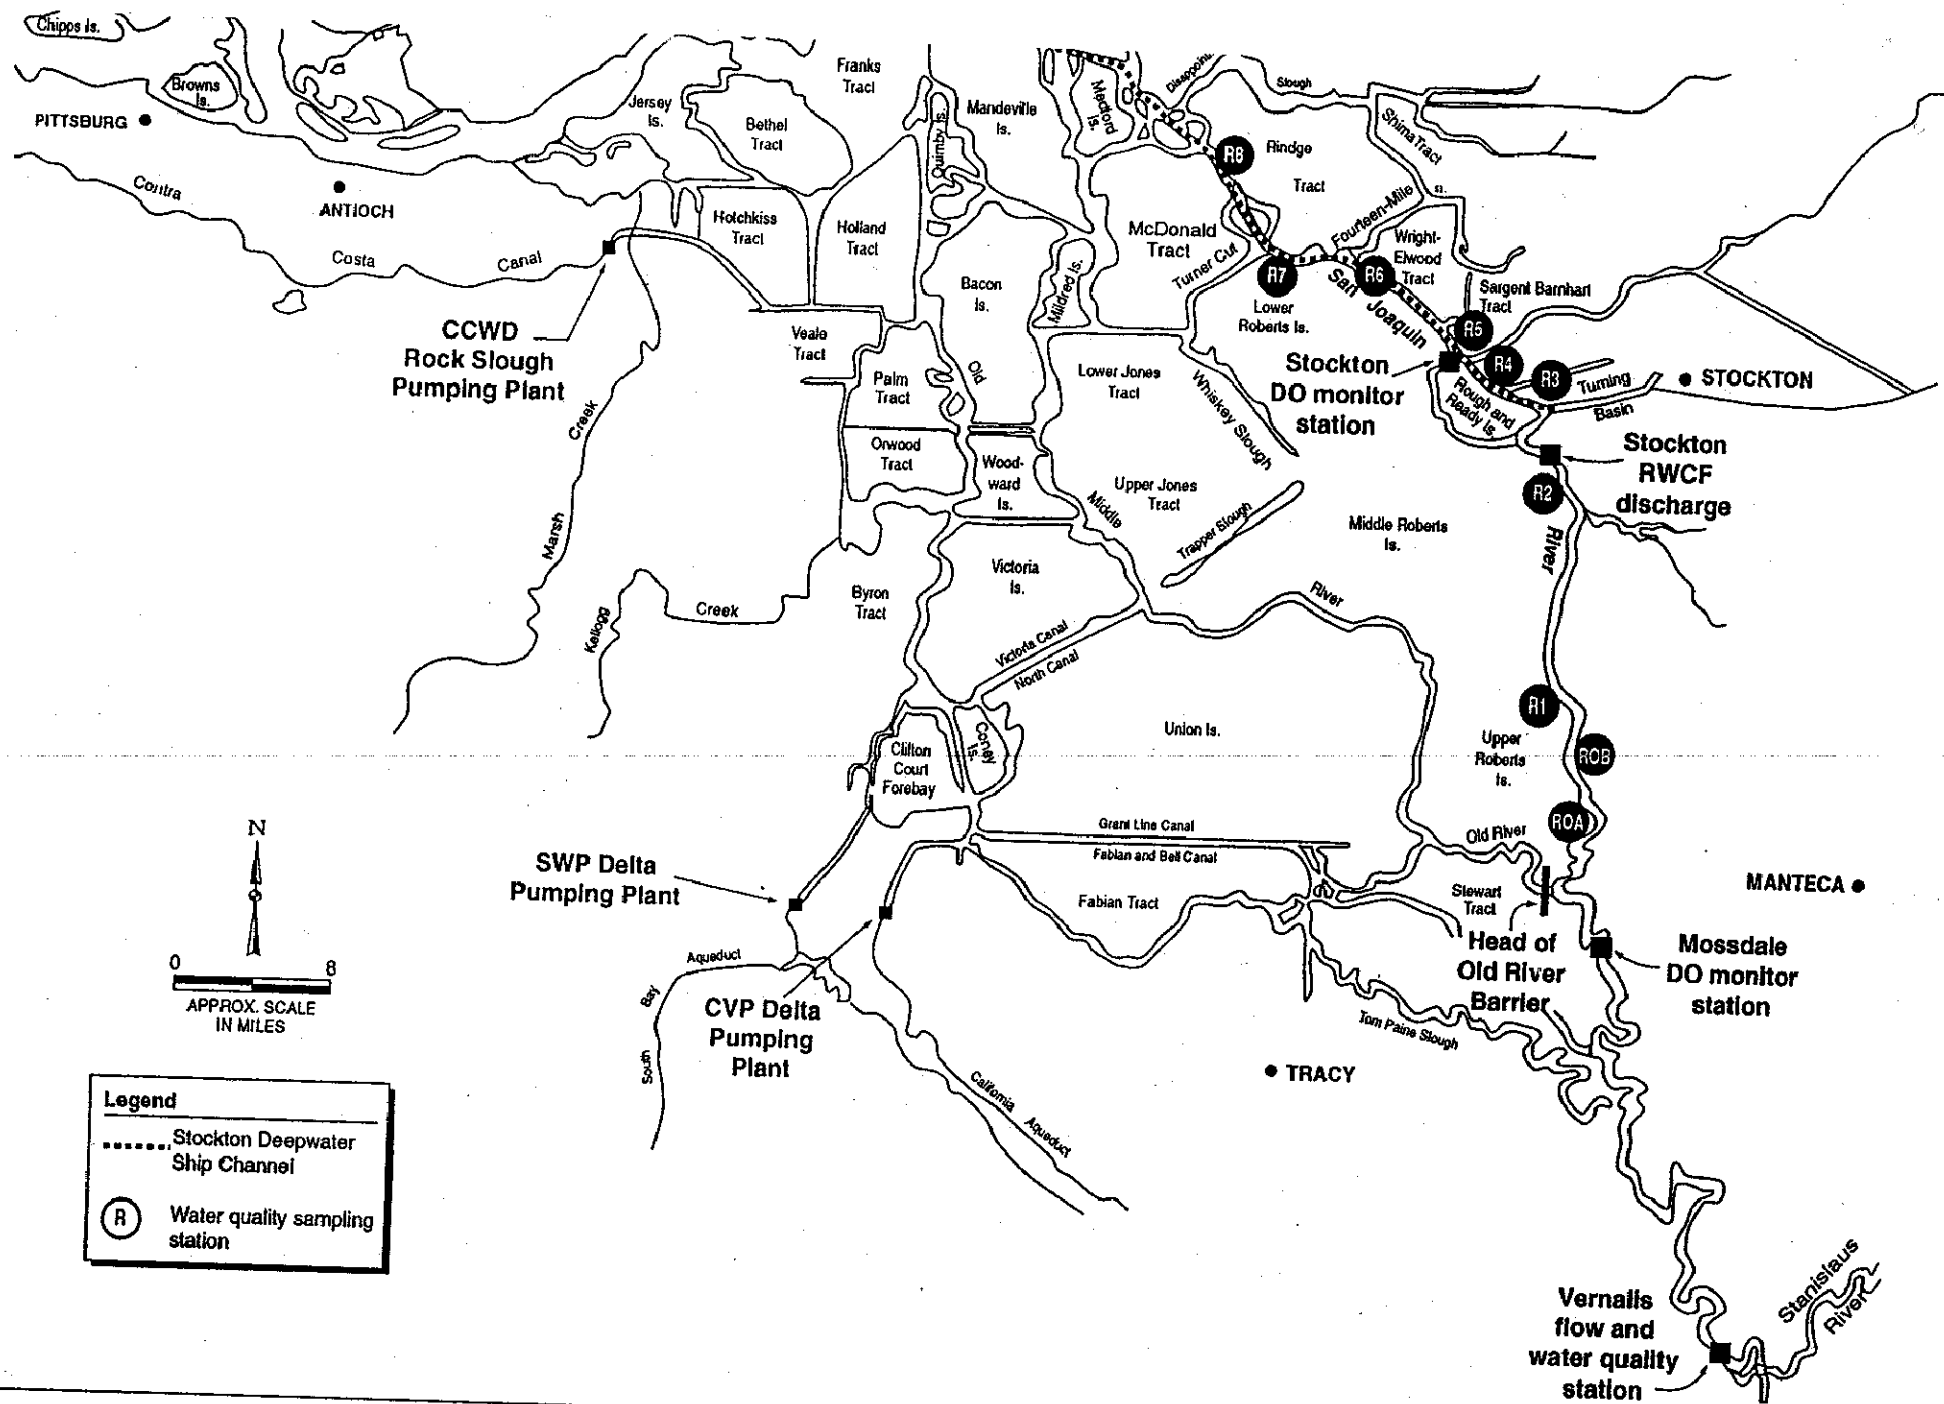 Chipps Is.
Browns
Is.
PITTSBURG
ANTIOCH
Contra
Costa
Canal
Jersey
Is.
Bethel
Tract
Franks
Tract
Quimby Is.
Mandeville
Is.
Medford
Is.
Slough
Shima Tract
R8
Rindge
Tract
Hotchkiss
Tract
Holland
Tract
McDonald
Tract
Turner Cut
Fourteen-Mile
Sl.
Wright-
Elwood
Tract
R7
R6
San
Joaquin
Bacon
Is.
Mildred Is.
Lower
Roberts Is.
Sargent Barnhart
Tract
R5
CCWD
Rock Slough
Pumping Plant
Veale
Tract
Palm
Tract
Old
Lower Jones
Tract
Whiskey Slough
Stockton
DO monitor
station
R4
R3
Turning
Basin
STOCKTON
Rough and
Ready Is.
Stockton
RWCF
discharge
R2
Orwood
Tract
Wood-
ward
Is.
Middle
Upper Jones
Tract
Trapper Slough
Middle Roberts
Is.
River
Creek
Marsh
Kellogg
Creek
Byron
Tract
Victoria
Is.
River
Victoria Canal
North Canal
Union Is.
R1
Upper
Roberts
Is.
ROB
ROA
Clifton
Court
Forebay
Coney
Is.
Grant Line Canal
Fabian and Bell Canal
Old River
Fabian Tract
Stewart
Tract
MANTECA
N
0 8
APPROX. SCALE
IN MILES
SWP Delta
Pumping Plant
CVP Delta
Pumping
Plant
South
Bay
Aqueduct
California
Aqueduct
Head of
Old River
Barrier
Mossdale
DO monitor
station
Tom Paine Slough
TRACY
Legend
Stockton Deepwater
Ship Channel
R
Water quality sampling
station
Vernalis
flow and
water quality
station
Stanislaus
River